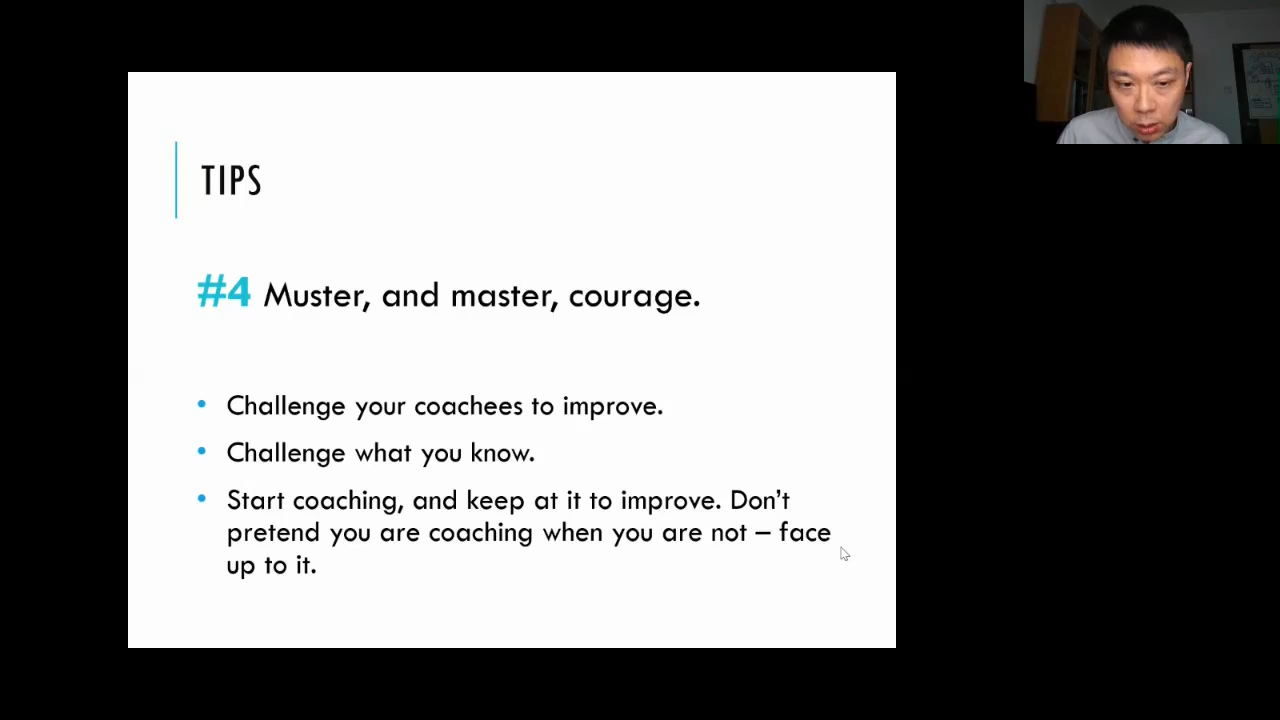 TIPS
#4 Muster, and master, courage.
• Challenge your coachees to improve.
• Challenge what you know.
• Start coaching, and keep at it to improve. Don’t
pretend you are coaching when you are not – face
up to it.